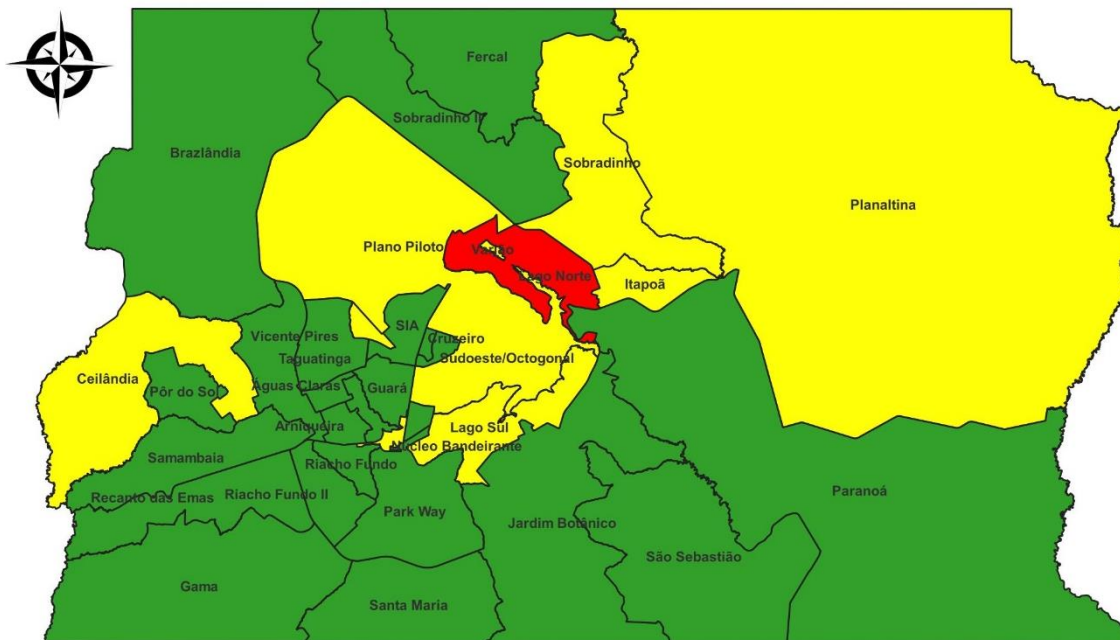 Fercal
Sobradinho II
Brazlândia
Sobradinho
Planaltina
Plano Piloto
Varjão
Lago Norte
Itapoã
SIA
Vicente Pires
Cruzeiro
Taguatinga
Sudoeste/Octogonal
Ceilândia
Pôr do Sol
Águas Claras
Guará
Arniqueira
Lago Sul
Núcleo Bandeirante
Samambaia
Riacho Fundo
Recanto das Emas
Riacho Fundo II
Paranoá
Park Way
Jardim Botânico
São Sebastião
Gama
Santa Maria